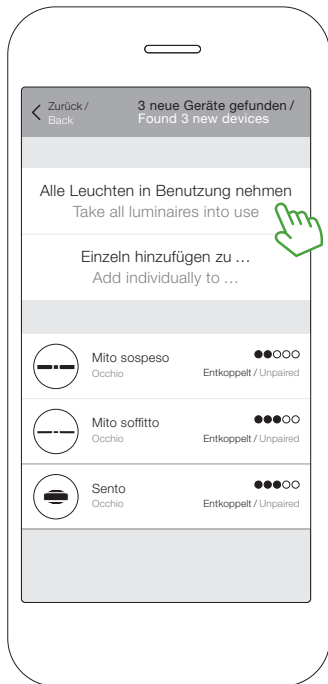 Zurück /
Back
3 neue Geräte gefunden /
Found 3 new devices
Alle Leuchten in Benutzung nehmen
Take all luminaires into use
Einzeln hinzufügen zu …
Add individually to …
Mito sospeso
Occhio
Entkoppelt / Unpaired
Mito soffitto
Occhio
Entkoppelt / Unpaired
Sento
Occhio
Entkoppelt / Unpaired